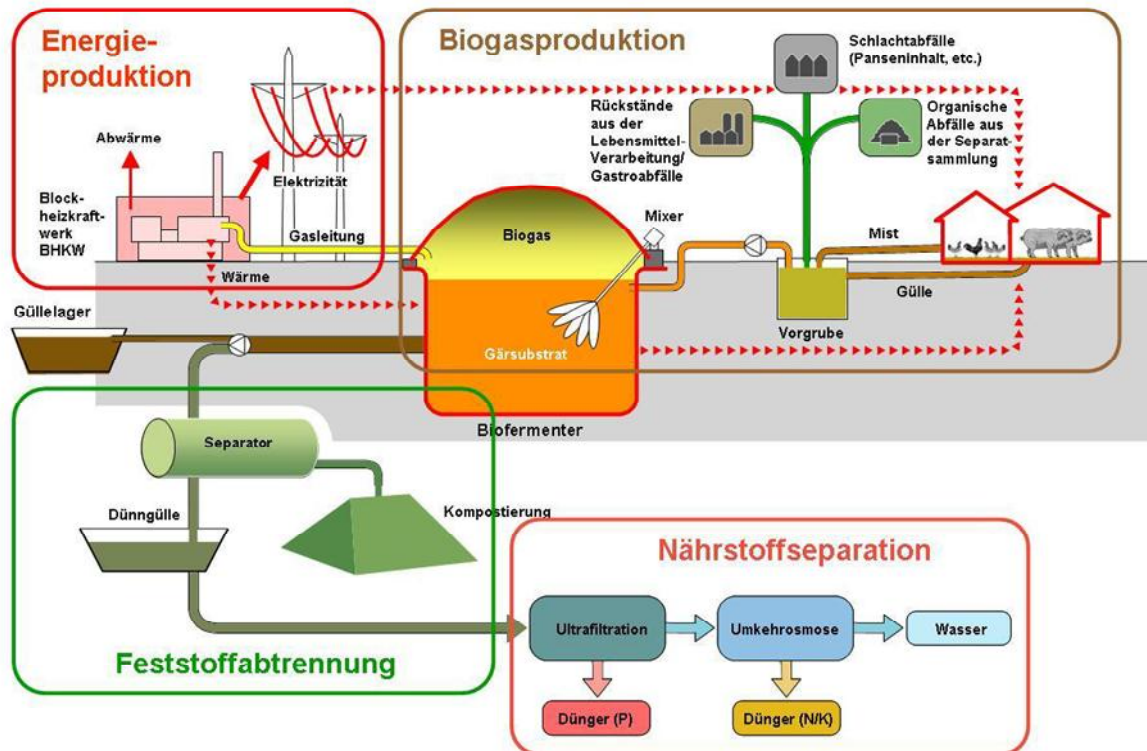 Energie-
produktion
Abwärme
Elektrizität
Block-
heizkraft-
werk
BHKW
Gasleitung
Wärme
Biogasproduktion
Schlachtabfälle
(Panseninhalt, etc.)
Rückstände
aus der
Lebensmittel-
Verarbeitung/
Gastroabfälle
Organische
Abfälle aus
der Separat-
sammlung
Mixer
Biogas
Mist
Gülle
Vorgrube
Gärsubstrat
Biofermenter
Güllelager
Separator
Dünngülle
Kompostierung
Feststoffabtrennung
Nährstoffseparation
Ultrafiltration
Umkehrosmose
Wasser
Dünger (P)
Dünger (N/K)